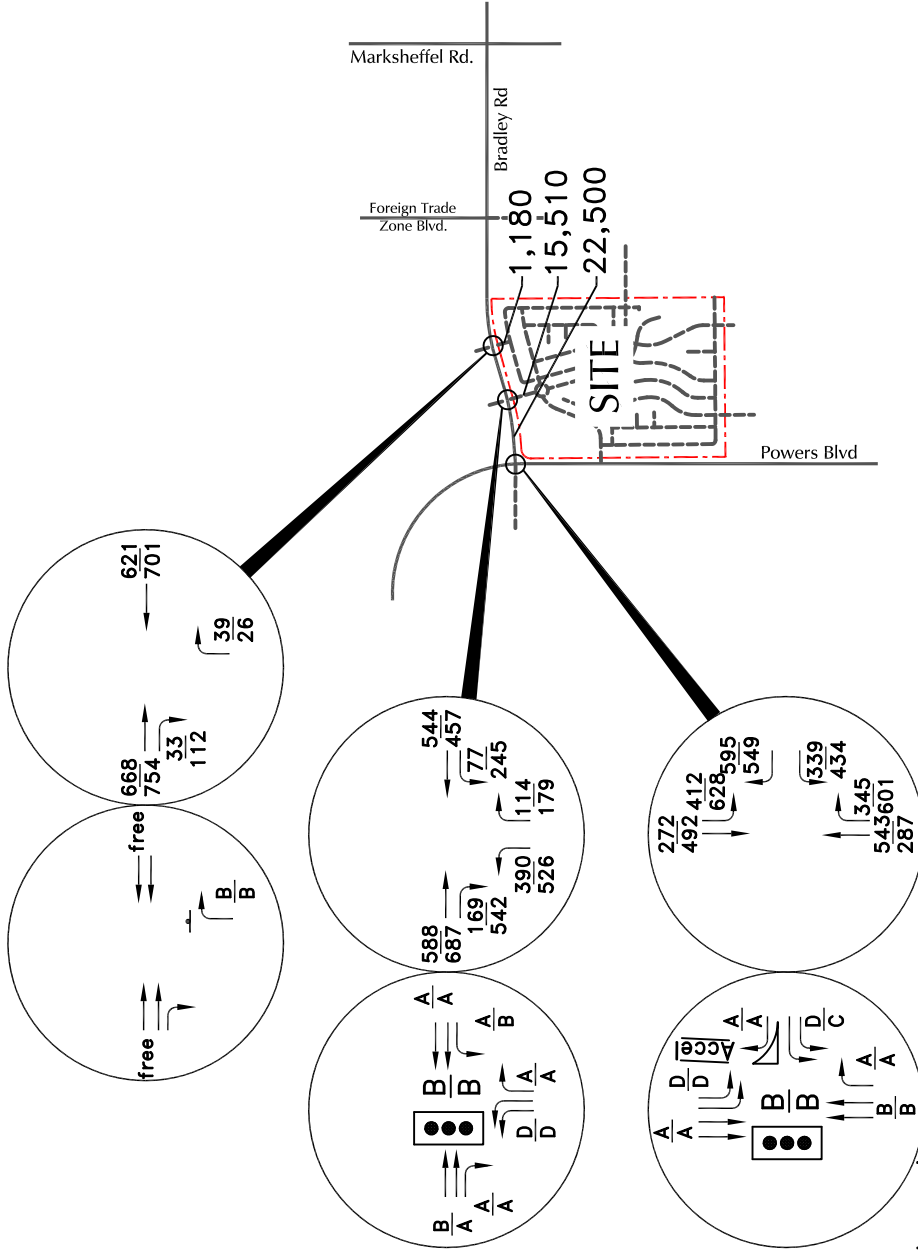 Marksheffel Rd.
Bradley Rd
Foreign Trade
Zone Blvd.
1,180
15,510
22,500
SITE
Powers Blvd
621
701
39
26
668
754
33
112
free
free
B
B
544
457
77
245
114
179
390
526
588
687
169
542
A
A
A
B
B
B
A
A
D
D
B
A
A
A
272
492
412
628
595
549
339
434
345
601
543
287
A
A
Accel
D
D
A
A
D
C
B
B
A
A
B
B